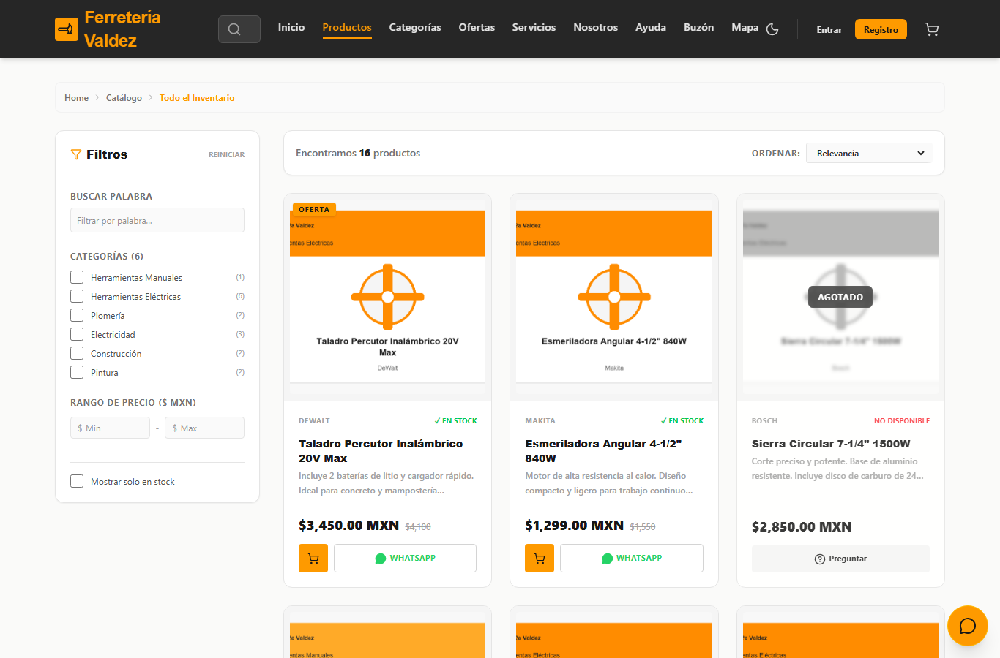 Ferretería
Valdez
Inicio
Productos
Categorías
Ofertas
Servicios
Nosotros
Ayuda
Buzón
Mapa
Entrar
Registro
Home
Catálogo
Todo el Inventario
Filtros
REINICIAR
BUSCAR PALABRA
Filtrar por palabra...
CATEGORÍAS (6)
Herramientas Manuales (1)
Herramientas Eléctricas (6)
Plomería (2)
Electricidad (3)
Construcción (2)
Pintura (2)
RANGO DE PRECIO ($ MXN)
$ Min - $ Max
Mostrar solo en stock
Encontramos 16 productos
ORDENAR: Relevancia
OFERTA
Valdez
entas Eléctricas
Taladro Percutor Inalámbrico 20V
Max
DeWalt
DEWALT
✓ EN STOCK
Taladro Percutor Inalámbrico
20V Max
Incluye 2 baterías de litio y cargador rápido.
Ideal para concreto y mampostería...
$3,450.00 MXN $4,100
WHATSAPP
Valdez
entas Eléctricas
Esmeriladora Angular 4-1/2" 840W
Makita
MAKITA
✓ EN STOCK
Esmeriladora Angular 4-1/2"
840W
Motor de alta resistencia al calor. Diseño
compacto y ligero para trabajo continuo...
$1,299.00 MXN $1,550
WHATSAPP
AGOTADO
Sierra Circular 7-1/4" 1500W
BOSCH
NO DISPONIBLE
Sierra Circular 7-1/4" 1500W
Corte preciso y potente. Base de aluminio
resistente. Incluye disco de carburo de 24...
$2,850.00 MXN
Preguntar
Valdez
entas Manuales
Valdez
entas Eléctricas
Valdez
entas Eléctricas